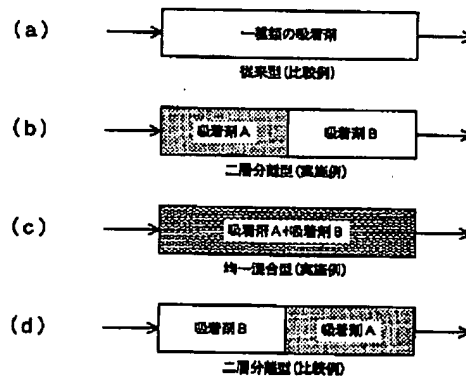 (a)
一種類の吸着剤
従来型(比較例)
(b)
吸着剤A 吸着剤B
二層分離型(実施例)
(c)
吸着剤A+吸着剤B
均一混合型(実施例)
(d)
吸着剤B 吸着剤A
二層分離型(比較例)